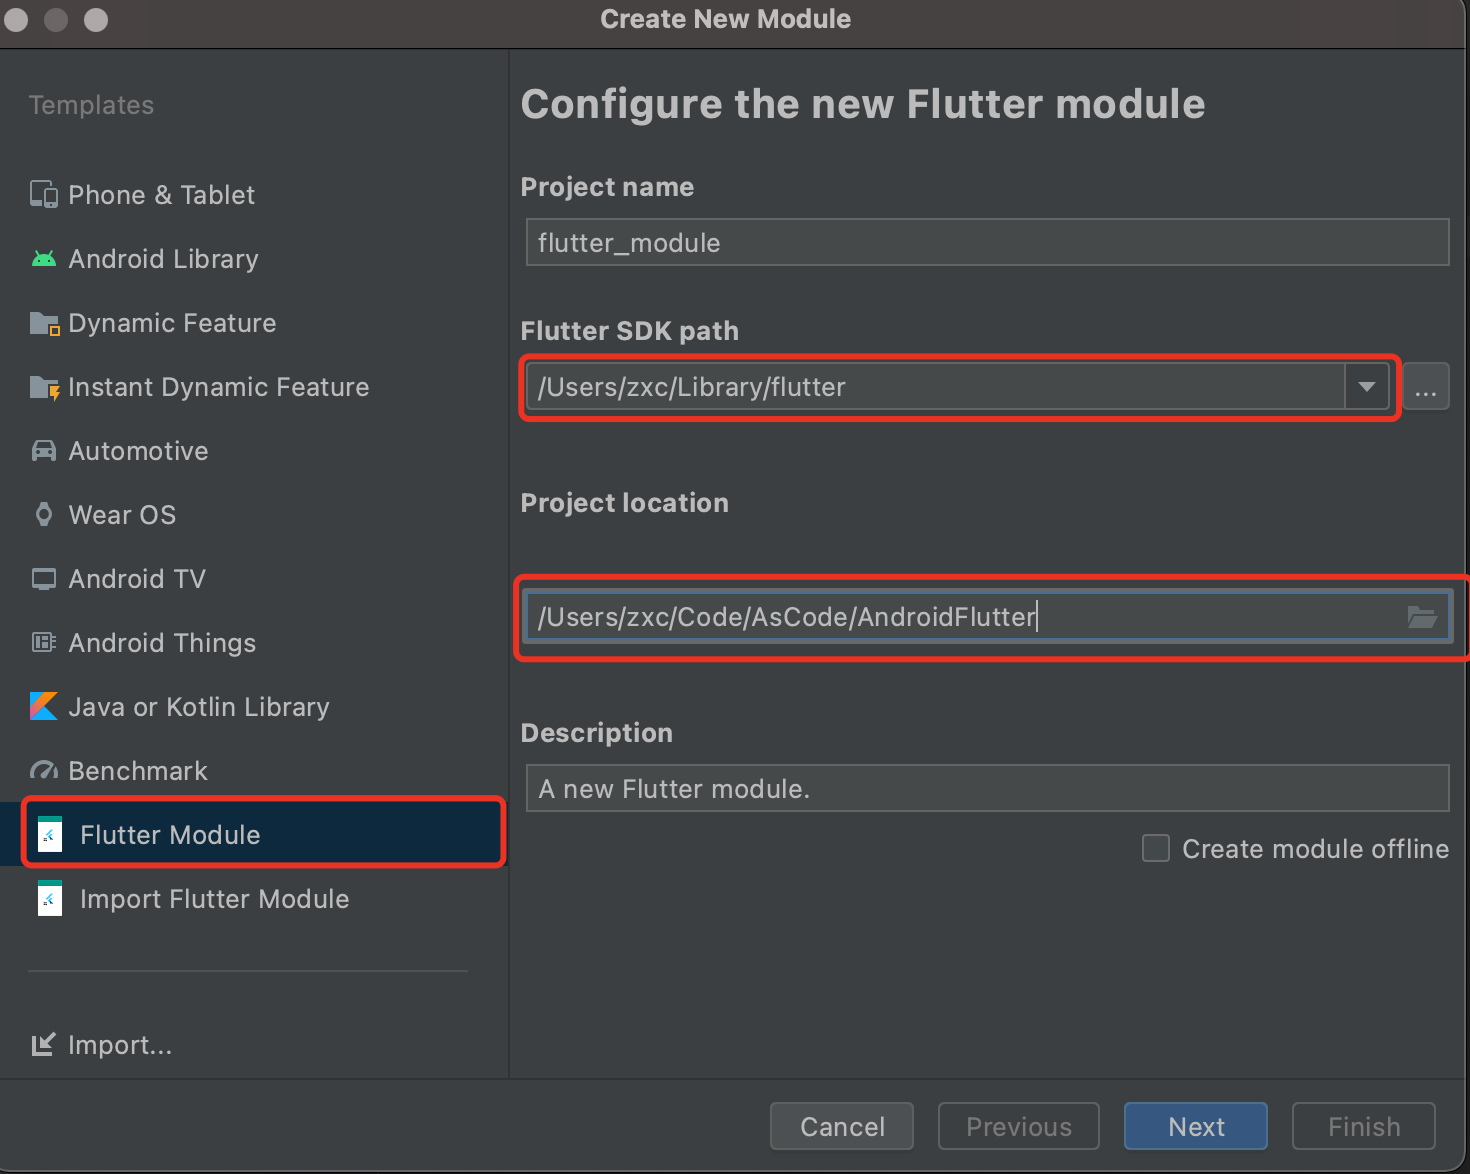 Create New Module
Templates
Phone & Tablet
Android Library
Dynamic Feature
Instant Dynamic Feature
Automotive
Wear OS
Android TV
Android Things
Java or Kotlin Library
Benchmark
Flutter Module
Import Flutter Module
Import...
Configure the new Flutter module
Project name
flutter_module
Flutter SDK path
/Users/zxc/Library/flutter
...
Project location
/Users/zxc/Code/AsCode/AndroidFlutter
Description
A new Flutter module.
Create module offline
Cancel
Previous
Next
Finish